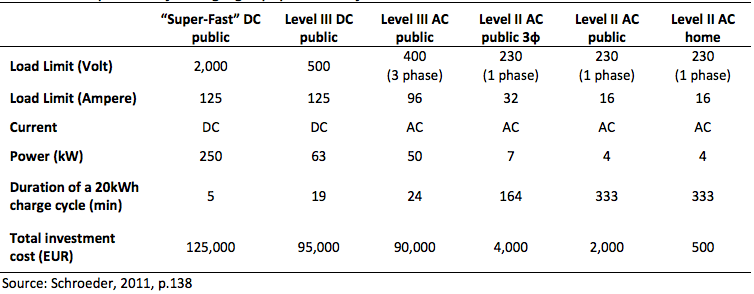 “Super-Fast” DC public Level III DC public Level III AC public Level II AC public 3ф Level II AC public Level II AC home
Load Limit (Volt) 2,000 500 400 (3 phase) 230 (1 phase) 230 (1 phase) 230 (1 phase)
Load Limit (Ampere) 125 125 96 32 16 16
Current DC DC AC AC AC AC
Power (kW) 250 63 50 7 4 4
Duration of a 20kWh charge cycle (min) 5 19 24 164 333 333
Total investment cost (EUR) 125,000 95,000 90,000 4,000 2,000 500
Source: Schroeder, 2011, p.138